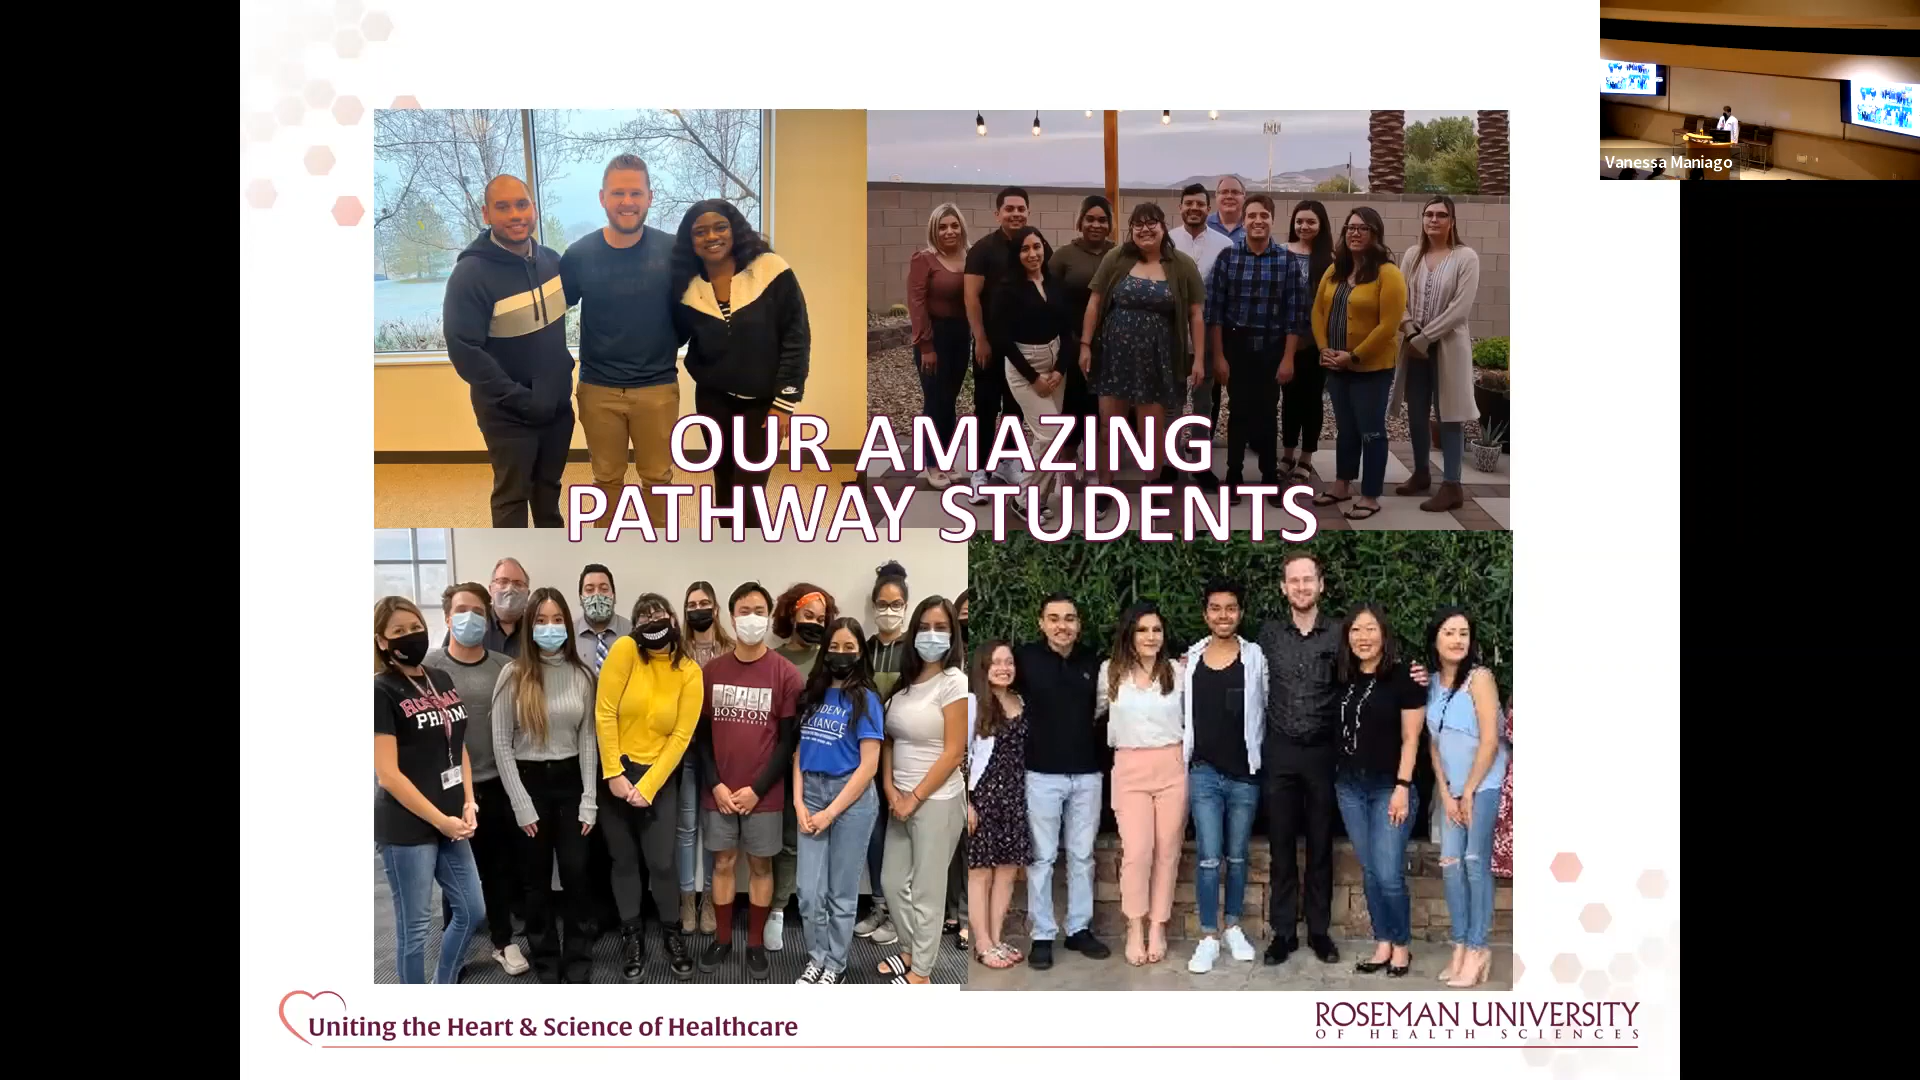 Vanessa Maniago
OUR AMAZING
PATHWAY STUDENTS
BOSTON
Uniting the Heart & Science of Healthcare
ROSEMAN UNIVERSITY
OF HEALTH SCIENCES